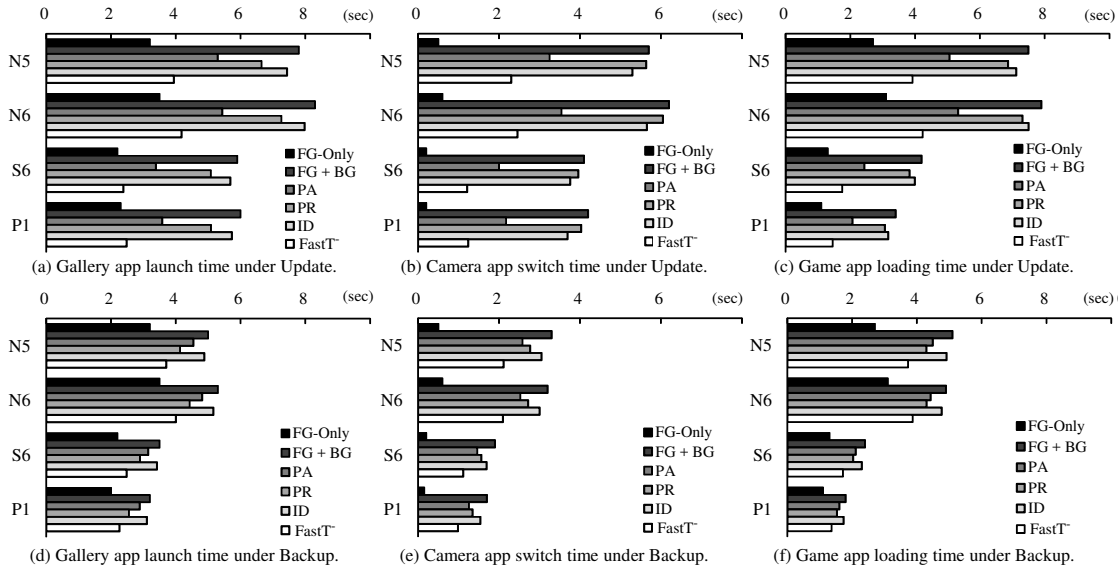 0 2 4 6 8 (sec)
N5
N6
S6
P1
FG-Only
FG + BG
PA
PR
ID
FastT-
(a) Gallery app launch time under Update.
0 2 4 6 (sec)
N5
N6
S6
P1
FG-Only
FG + BG
PA
PR
ID
FastT-
(b) Camera app switch time under Update.
0 2 4 6 8 (sec)
N5
N6
S6
P1
FG-Only
FG + BG
PA
PR
ID
FastT-
(c) Game app loading time under Update.
0 2 4 6 8 (sec)
N5
N6
S6
P1
FG-Only
FG + BG
PA
PR
ID
FastT-
(d) Gallery app launch time under Backup.
0 2 4 6 (sec)
N5
N6
S6
P1
FG-Only
FG + BG
PA
PR
ID
FastT-
(e) Camera app switch time under Backup.
0 2 4 6 8 (sec)
N5
N6
S6
P1
FG-Only
FG + BG
PA
PR
ID
FastT-
(f) Game app loading time under Backup.